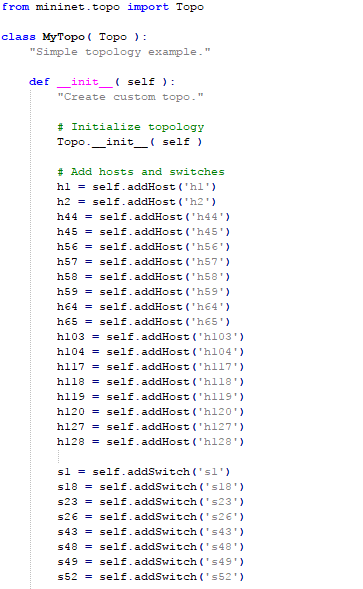 from mininet.topo import Topo
class MyTopo( Topo ):
"Simple topology example."
def __init__( self ):
"Create custom topo."
# Initialize topology
Topo.__init__( self )
# Add hosts and switches
h1 = self.addHost('h1')
h2 = self.addHost('h2')
h44 = self.addHost('h44')
h45 = self.addHost('h45')
h56 = self.addHost('h56')
h57 = self.addHost('h57')
h58 = self.addHost('h58')
h59 = self.addHost('h59')
h64 = self.addHost('h64')
h65 = self.addHost('h65')
h103 = self.addHost('h103')
h104 = self.addHost('h104')
h117 = self.addHost('h117')
h118 = self.addHost('h118')
h119 = self.addHost('h119')
h120 = self.addHost('h120')
h127 = self.addHost('h127')
h128 = self.addHost('h128')
s1 = self.addSwitch('s1')
s18 = self.addSwitch('s18')
s23 = self.addSwitch('s23')
s26 = self.addSwitch('s26')
s43 = self.addSwitch('s43')
s48 = self.addSwitch('s48')
s49 = self.addSwitch('s49')
s52 = self.addSwitch('s52')